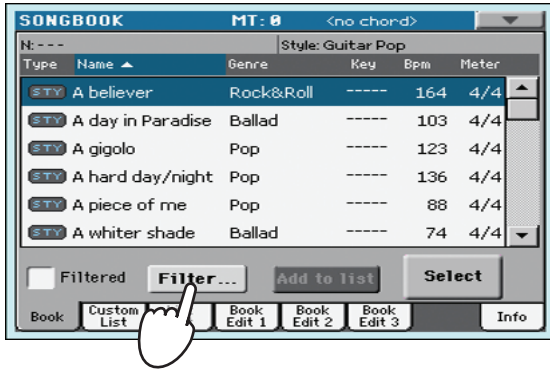 SONGBOOK MT: 0 <no chord>
N:--- Style: Guitar Pop
Type Name Genre Key Bpm Meter
STY A believer Rock&Roll ----- 164 4/4
STY A day in Paradise Ballad ----- 103 4/4
STY A gigolo Pop ----- 123 4/4
STY A hard day/night Pop ----- 136 4/4
STY A piece of me Pop ----- 88 4/4
STY A whiter shade Ballad ----- 74 4/4
Filtered Filter... Add to list Select
Book Custom List Book Edit 1 Book Edit 2 Book Edit 3 Info